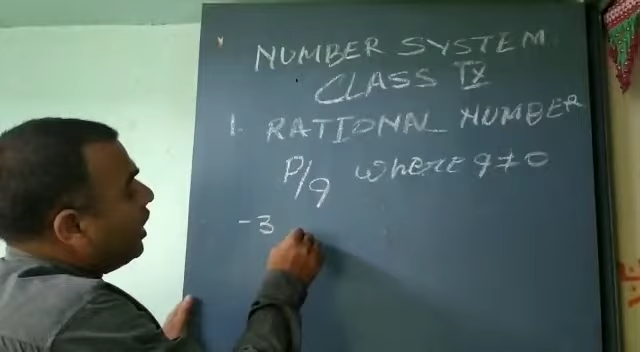 NUMBER SYSTEM
CLASS IX
1. RATIONAL NUMBER
P/q where q≠0
-3